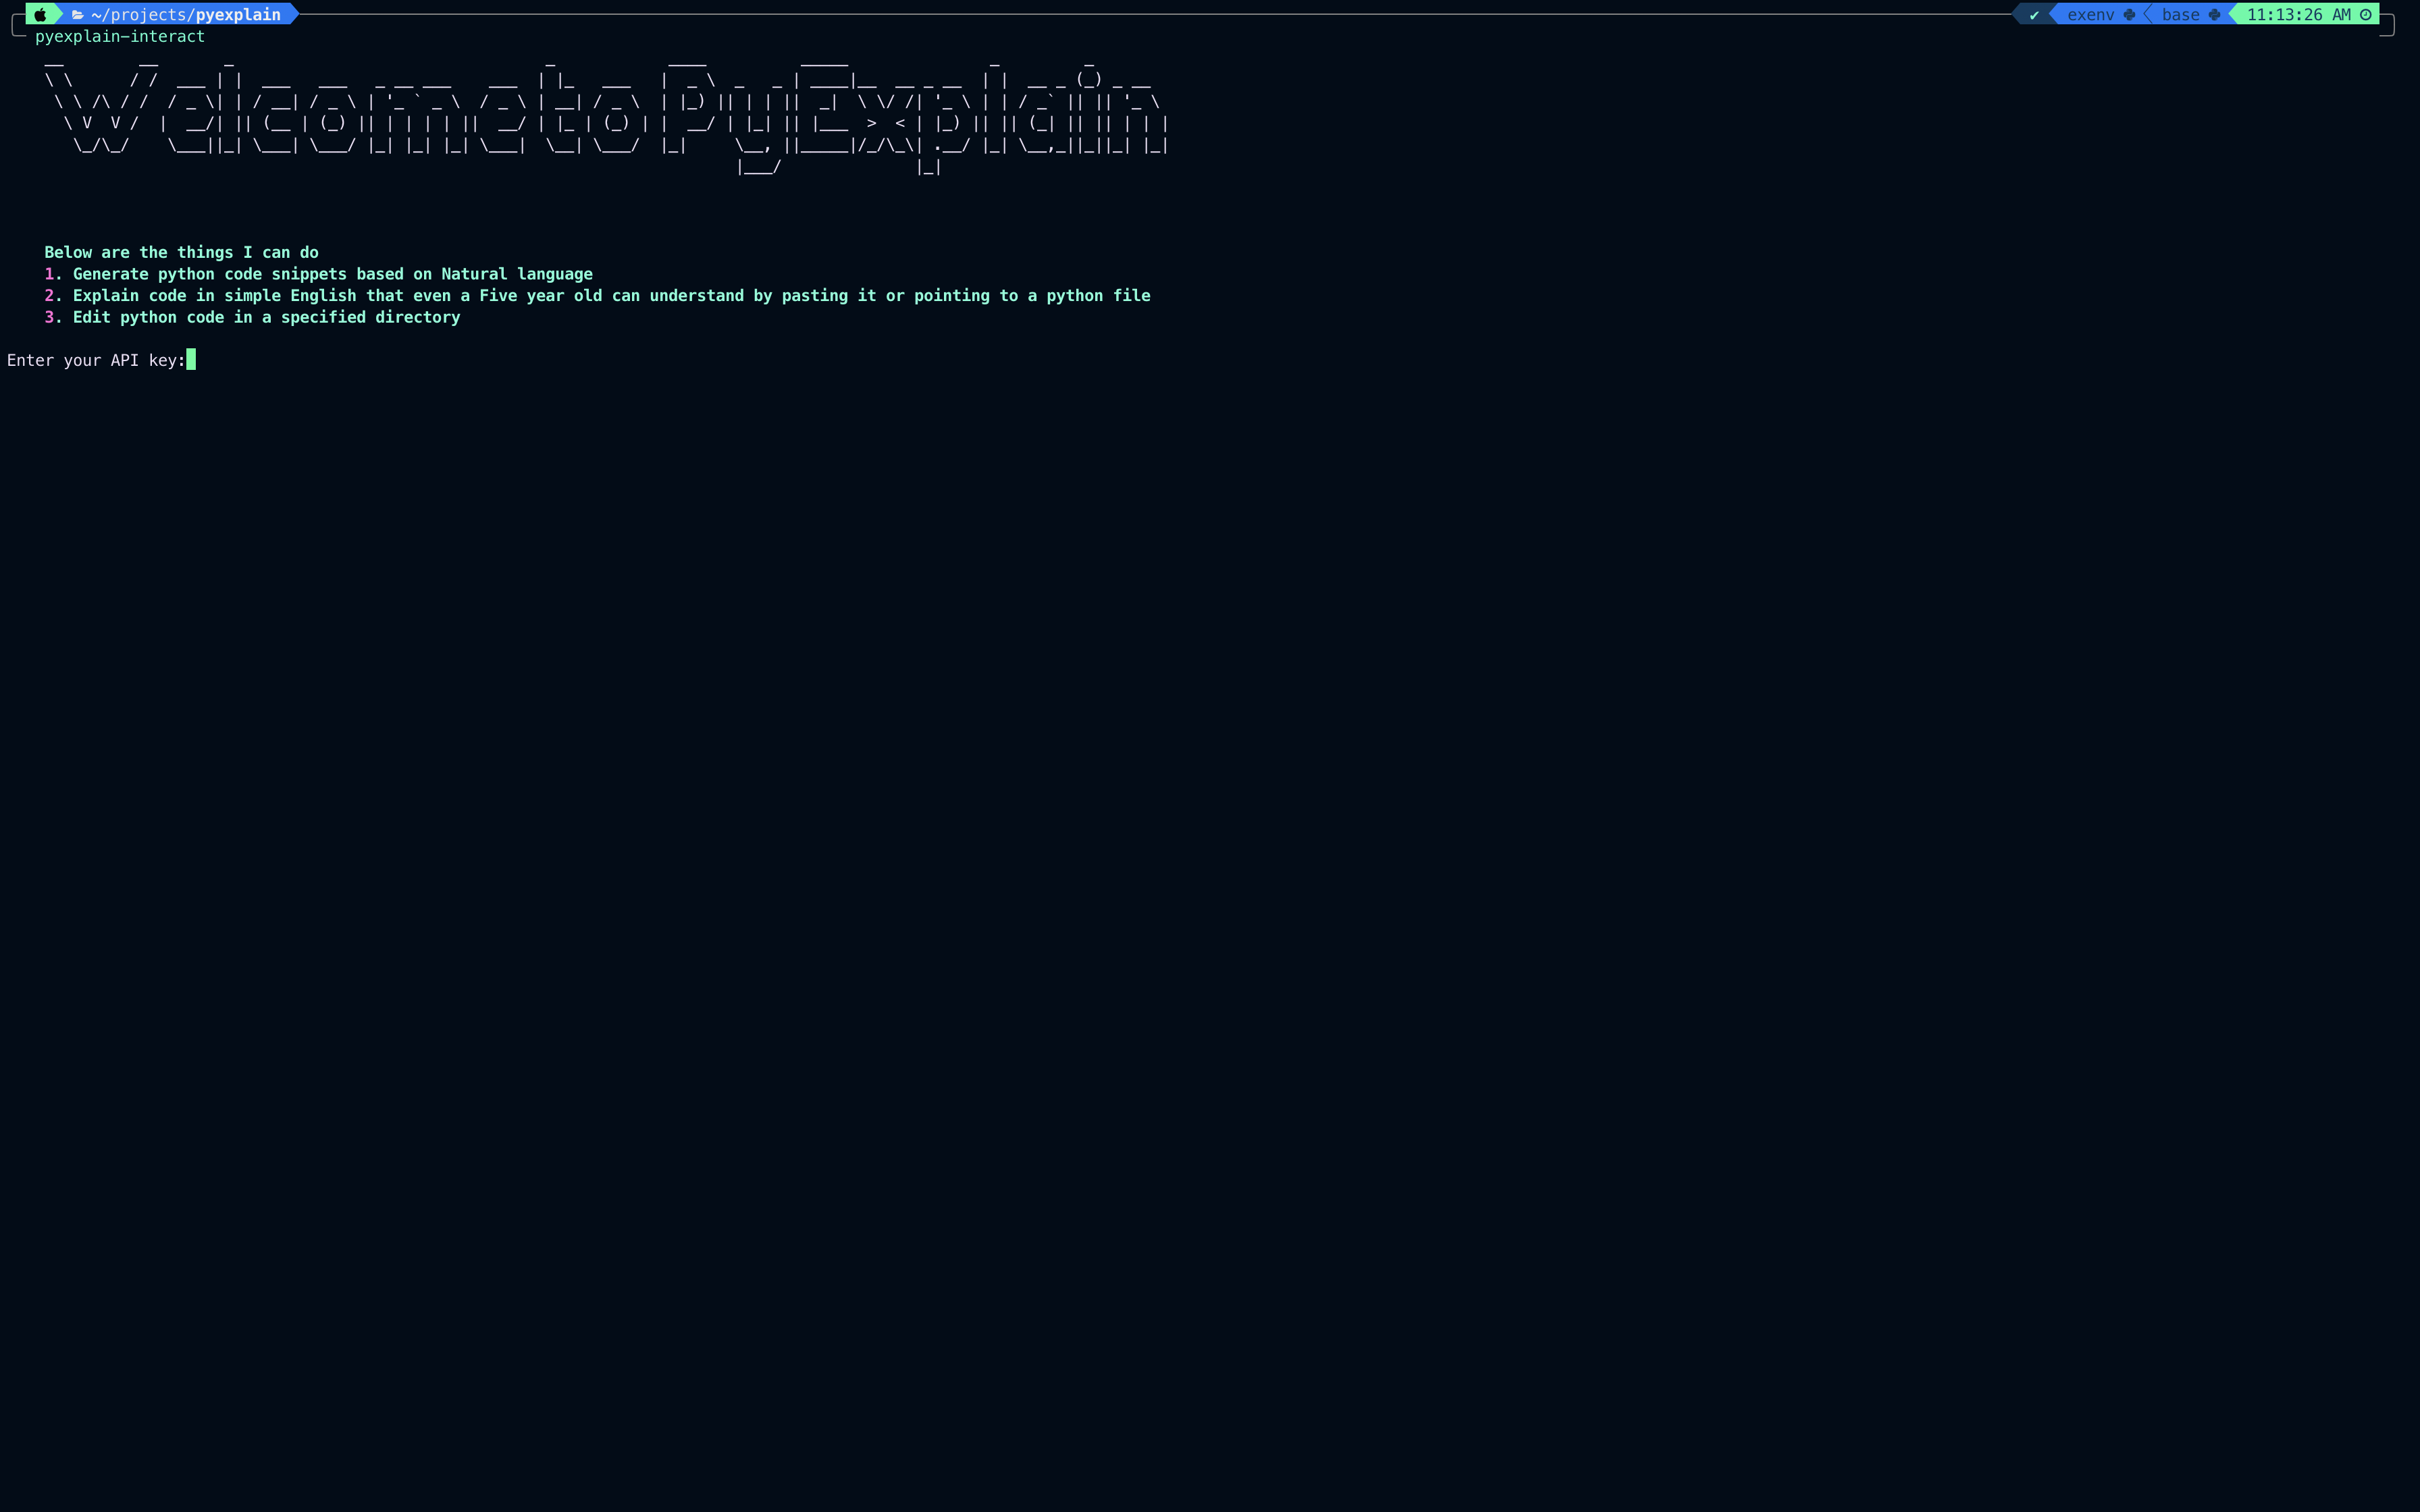 ~/projects/pyexplain ✔ exenv base 11:13:26 AM
pyexplain-interact
Welcome to PyExplain
Below are the things I can do
1. Generate python code snippets based on Natural language
2. Explain code in simple English that even a Five year old can understand by pasting it or pointing to a python file
3. Edit python code in a specified directory
Enter your API key: